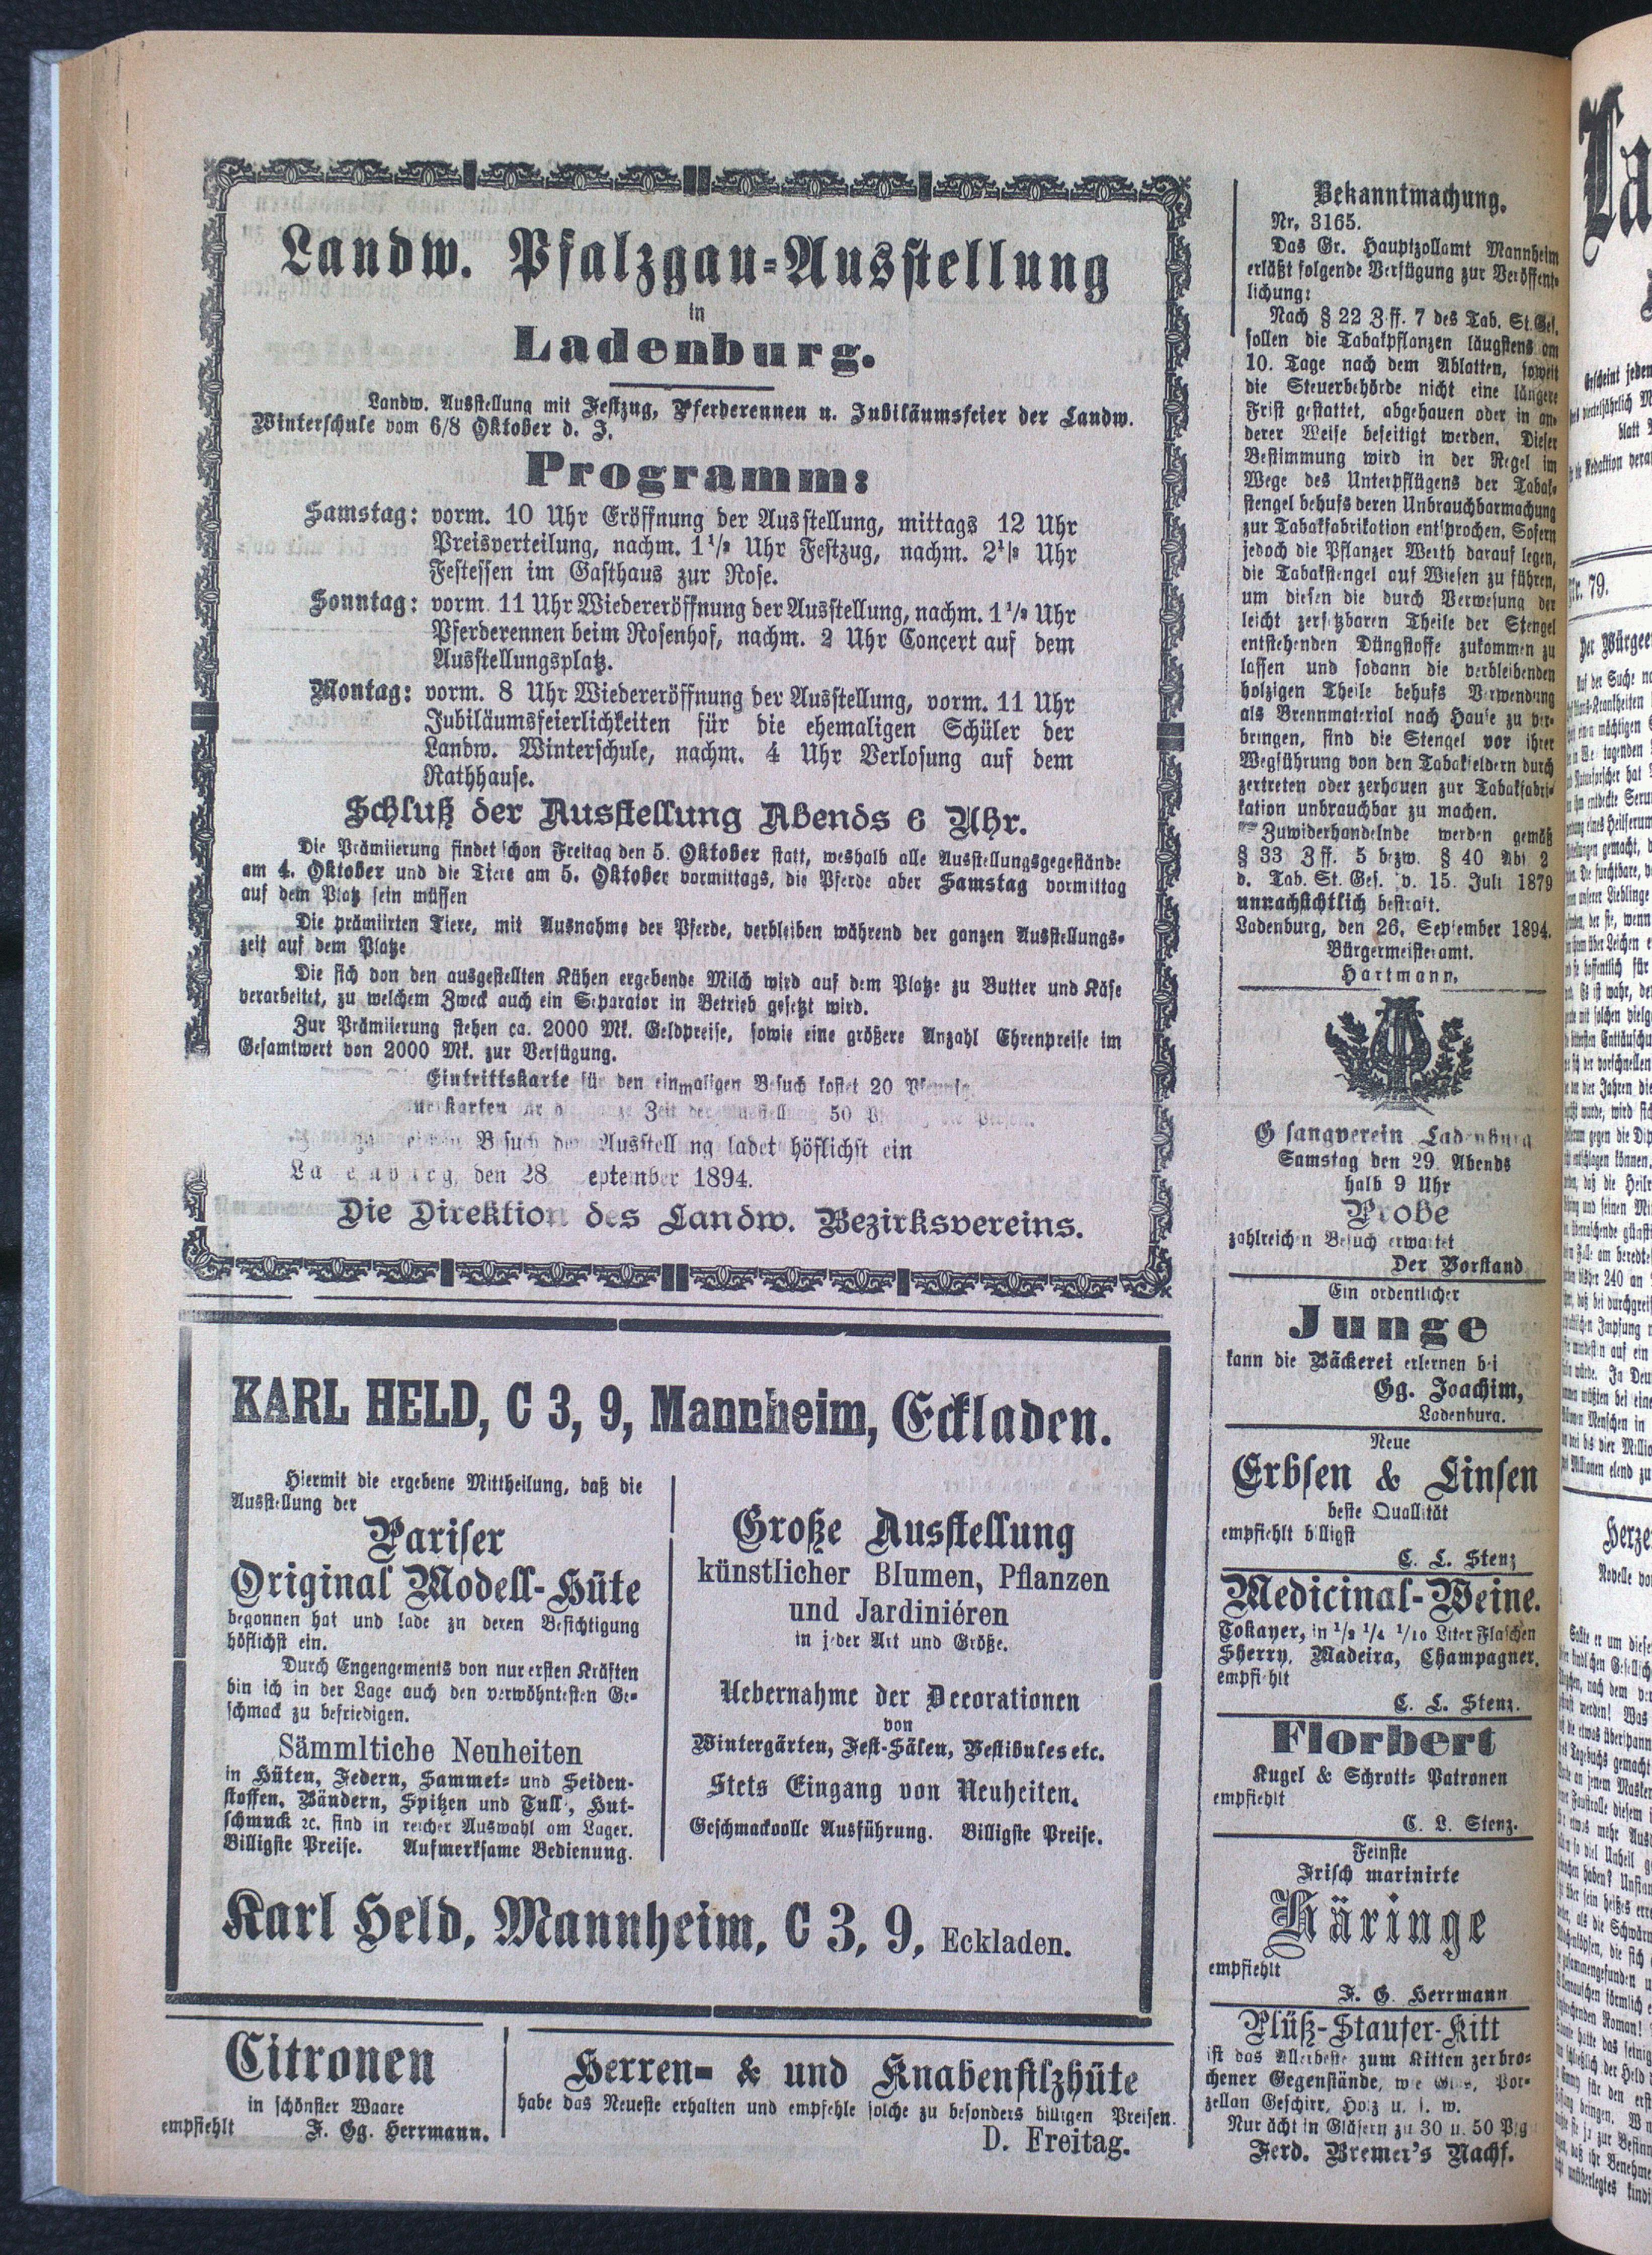 Landw. Pfalzgau-Ausstellung
in
Ladenburg.
Landw. Ausstellung mit Festzug, Pferderennen u. Jubiläumsfeier der Landw.
Winterschule vom 6/8 Oktober d. J.
Programm:
Samstag: vorm. 10 Uhr Eröffnung der Ausstellung, mittags 12 Uhr
Preisverteilung, nachm. 1 1/2 Uhr Festzug, nachm. 2 1/2 Uhr
Festessen im Gasthaus zur Rose.
Sonntag: vorm. 11 Uhr Wiedereröffnung der Ausstellung, nachm. 1 1/2 Uhr
Pferderennen beim Rosenhof, nachm. 2 Uhr Concert auf dem
Ausstellungsplatz.
Montag: vorm. 8 Uhr Wiedereröffnung der Ausstellung, vorm. 11 Uhr
Jubiläumsfeierlichkeiten für die ehemaligen Schüler der
Landw. Winterschule, nachm. 4 Uhr Verlosung auf dem
Rathhause.
Schluß der Ausstellung Abends 6 Uhr.
Die Prämiierung findet schon Freitag den 5. Oktober statt, weshalb alle Ausstellungsgegestände
am 4. Oktober und die Tiere am 5. Oktober vormittags, die Pferde aber Samstag vormittag
auf dem Platz sein müssen
Die prämiirten Tiere, mit Ausnahme der Pferde, verbleiben während der ganzen Ausstellungs-
zeit auf dem Platze
Die sich von den ausgestellten Kühen ergebende Milch wird auf dem Platze zu Butter und Käse
verarbeitet, zu welchem Zweck auch ein Separator in Betrieb gesetzt wird.
Zur Prämiierung stehen ca. 2000 Mk. Geldpreise, sowie eine größere Anzahl Ehrenpreise im
Gesamtwert von 2000 Mk. zur Verfügung.
Eintrittskarte für den einmaligen Besuch kostet 20 Pfennig
Zeit der Ausstellung 50
Besuch der Ausstellung ladet höflichst ein
den 28 September 1894.
Die Direktion des Landw. Bezirksvereins.
KARL HELD, C 3, 9, Mannheim, Eckladen.
Hiermit die ergebene Mittheilung, daß die
Ausstellung der
Pariser
Original Modell-Hüte
begonnen hat und lade zu deren Besichtigung
höflichst ein.
Durch Engengements von nur ersten Kräften
bin ich in der Lage auch den verwöhntesten Ge-
schmack zu befriedigen.
Sämmltiche Neuheiten
in Hüten, Federn, Sammet- und Seiden-
stoffen, Bändern, Spitzen und Tüll, Hut-
schmuck ꝛc. sind in reicher Auswahl am Lager.
Billigste Preise. Aufmerksame Bedienung.
Große Ausstellung
künstlicher Blumen, Pflanzen
und Jardiniéren
in jeder Art und Größe.
Uebernahme der Decorationen
von
Wintergärten, Fest-Sälen, Vestibules etc.
Stets Eingang von Neuheiten.
Geschmackvolle Ausführung. Billigste Preise.
Karl Held, Mannheim, C 3, 9, Eckladen.
Citronen
in schönster Waare
empfiehlt F. Gg. Herrmann.
Herren- & und Knabenfilzhüte
habe das Neueste erhalten und empfehle solche zu besonders billigen Preisen.
D. Freitag.
Bekanntmachung.
Nr. 3165.
Das Gr. Hauptzollamt Mannheim
erläßt folgende Verfügung zur Veröffent-
lichung:
Nach § 22 Ziff. 7 des Tab. St. Ges.
sollen die Tabakpflanzen läugstens am
10. Tage nach dem Ablatten, soweit
die Steuerbehörde nicht eine längere
Frist gestattet, abgehauen oder in an-
derer Weise beseitigt werden. Dieser
Bestimmung wird in der Regel im
Wege des Unterpflügens der Tabak-
stengel behufs deren Unbrauchbarmachung
zur Tabakfabrikation entsprochen. Sofern
jedoch die Pflanzer Werth darauf legen,
die Tabakstengel auf Wiesen zu führen,
um diesen die durch Verwesung der
leicht zersetzbaren Theile der Stengel
entstehenden Düngstoffe zukommen zu
lassen und sodann die verbleibenden
holzigen Theile behufs Verwendung
als Brennmaterial nach Hause zu ver-
bringen, sind die Stengel vor ihrer
Wegführung von den Tabakfeldern durch
zertreten oder zerhauen zur Tabakfabri-
kation unbrauchbar zu machen.
Zuwiderhandelnde werden gemäß
§ 33 Ziff. 5 bezw. § 40 Abs. 2
d. Tab. St. Ges. v. 15. Juli 1879
unnachsichtlich bestraft.
Ladenburg, den 26. September 1894.
Bürgermeisteramt.
Hartmann.
Gesangverein Ladenburg
Samstag den 29. Abends
halb 9 Uhr
Probe
zahlreichen Besuch erwartet
Der Vorstand
Ein ordentlicher
Junge
kann die Bäckerei erlernen bei
Gg. Joachim,
Ladenburg.
Neue
Erbsen & Linsen
beste Quallität
empfiehlt billigst
C. L. Stenz
Medicinal-Weine.
Tokayer, in 1/2 1/4 1/10 Liter Flaschen
Sherry, Madeira, Champagner.
empfiehlt
C. L. Stenz.
Florbert
Kugel & Schrott- Patronen
empfiehlt
C. L. Stenz.
Feinste
Frisch marinirte
Häringe
empfiehlt
F. G. Herrmann
Plüß-Staufer-Kitt
ist das Allerbeste zum Kitten zerbro-
chener Gegenstände, wie Glas, Por-
zellan Geschirr, Holz u. s. w.
Nur ächt in Gläsern zu 30 u. 50 Pfg
Ferd. Bremer's Nachf.
Nr. 79.